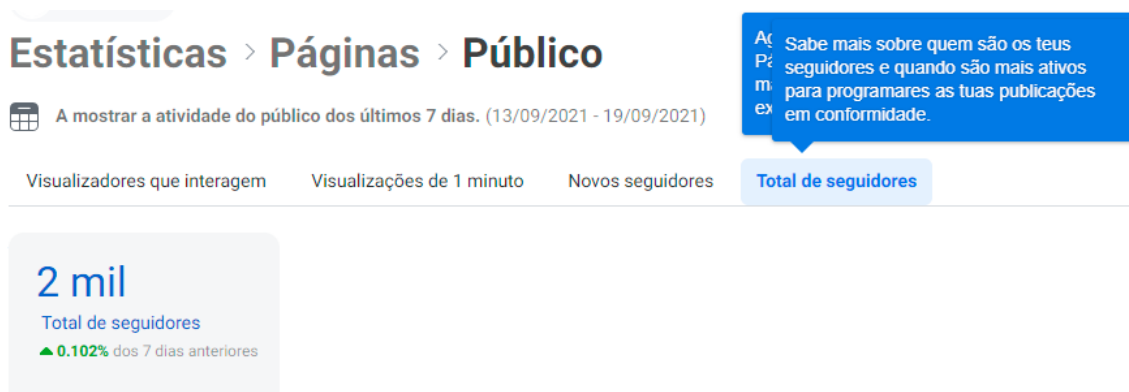 Estatísticas > Páginas > Público
A mostrar a atividade do público dos últimos 7 dias. (13/09/2021 - 19/09/2021)
Sabe mais sobre quem são os teus
seguidores e quando são mais ativos
para programares as tuas publicações
em conformidade.
Visualizadores que interagem
Visualizações de 1 minuto
Novos seguidores
Total de seguidores
2 mil
Total de seguidores
0.102% dos 7 dias anteriores